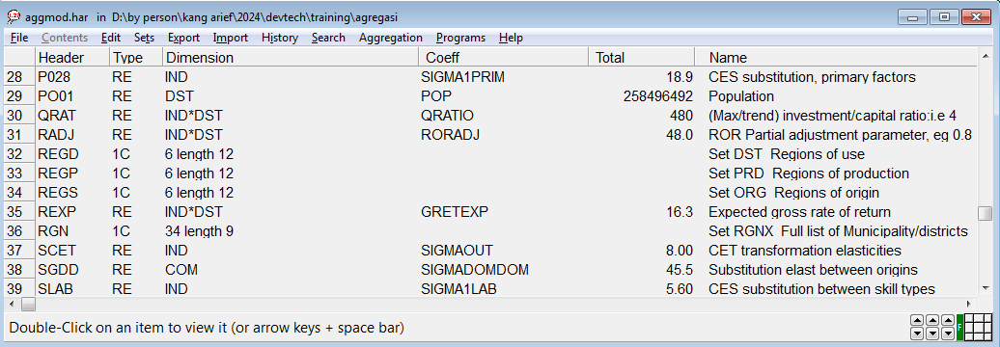 aggmod.har in D:\by person\kang arief\2024\devtech\training\agregasi
File Contents Edit Sets Export Import History Search Aggregation Programs Help
Header Type Dimension Coeff Total Name
28 P028 RE IND SIGMA1PRIM 18.9 CES substitution, primary factors
29 PO01 RE DST POP 258496492 Population
30 QRAT RE IND*DST QRATIO 480 (Max/trend) investment/capital ratio:i.e 4
31 RADJ RE IND*DST RORADJ 48.0 ROR Partial adjustment parameter, eg 0.8
32 REGD 1C 6 length 12 Set DST Regions of use
33 REGP 1C 6 length 12 Set PRD Regions of production
34 REGS 1C 6 length 12 Set ORG Regions of origin
35 REXP RE IND*DST GRETEXP 16.3 Expected gross rate of return
36 RGN 1C 34 length 9 Set RGNX Full list of Municipality/districts
37 SCET RE IND SIGMAOUT 8.00 CET transformation elasticities
38 SGDD RE COM SIGMADOMDOM 45.5 Substitution elast between origins
39 SLAB RE IND SIGMA1LAB 5.60 CES substitution between skill types
Double-Click on an item to view it (or arrow keys + space bar)